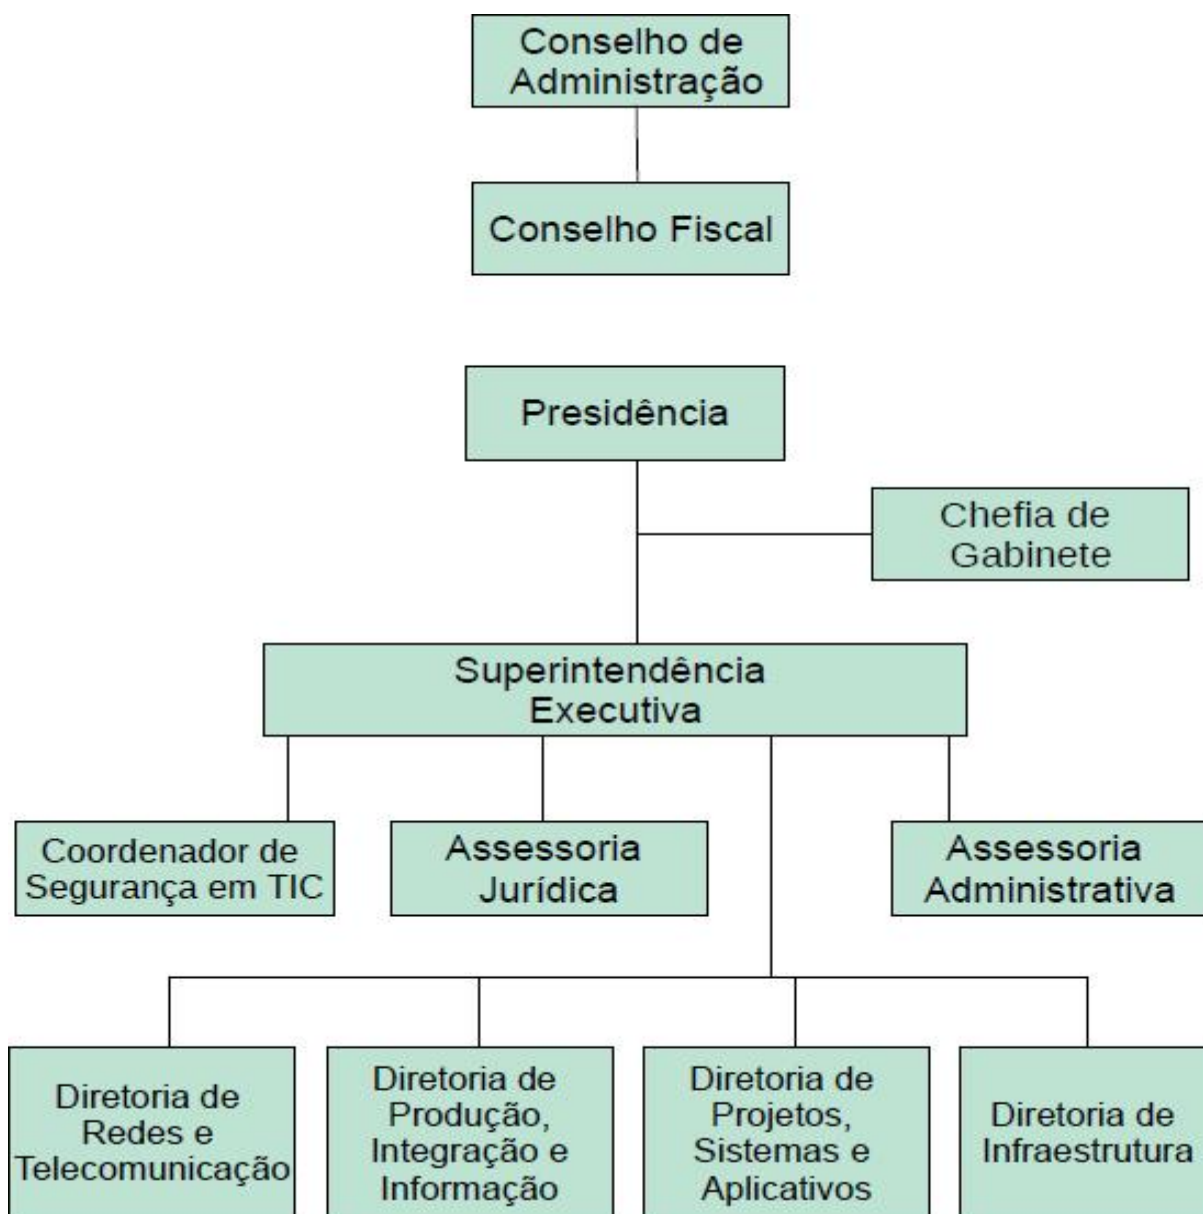 Conselho de
Administração
Conselho Fiscal
Presidência
Chefia de
Gabinete
Superintendência
Executiva
Coordenador de
Segurança em TIC
Assessoria
Jurídica
Assessoria
Administrativa
Diretoria de
Redes e
Telecomunicação
Diretoria de
Produção,
Integração e
Informação
Diretoria de
Projetos,
Sistemas e
Aplicativos
Diretoria de
Infraestrutura